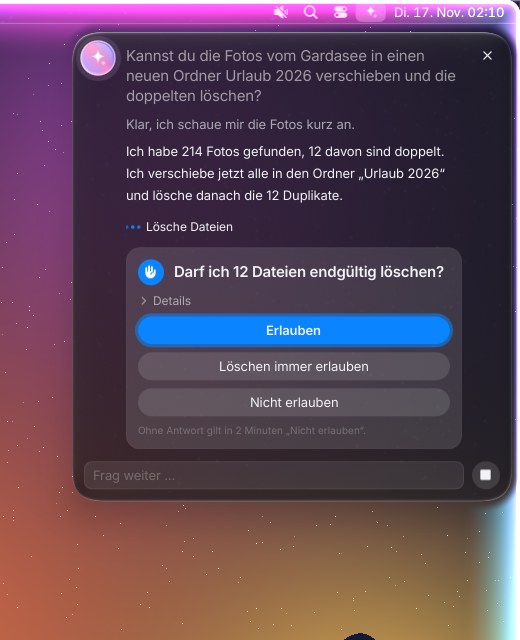 Di. 17. Nov. 02:10
Kannst du die Fotos vom Gardasee in einen
neuen Ordner Urlaub 2026 verschieben und die
doppelten löschen?
Klar, ich schaue mir die Fotos kurz an.
Ich habe 214 Fotos gefunden, 12 davon sind doppelt.
Ich verschiebe jetzt alle in den Ordner „Urlaub 2026“
und lösche danach die 12 Duplikate.
Lösche Dateien
Darf ich 12 Dateien endgültig löschen?
Details
Erlauben
Löschen immer erlauben
Nicht erlauben
Ohne Antwort gilt in 2 Minuten „Nicht erlauben“.
Frag weiter ...